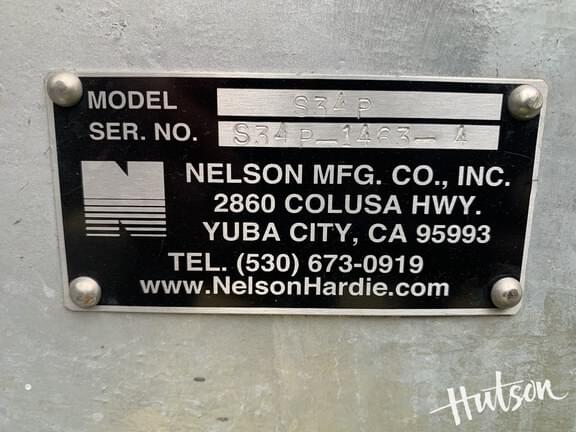 MODEL S34P
SER. NO. S34P-1463-4
NELSON MFG. CO., INC.
2860 COLUSA HWY.
YUBA CITY, CA 95993
TEL. (530) 673-0919
www.NelsonHardie.com
Hutson